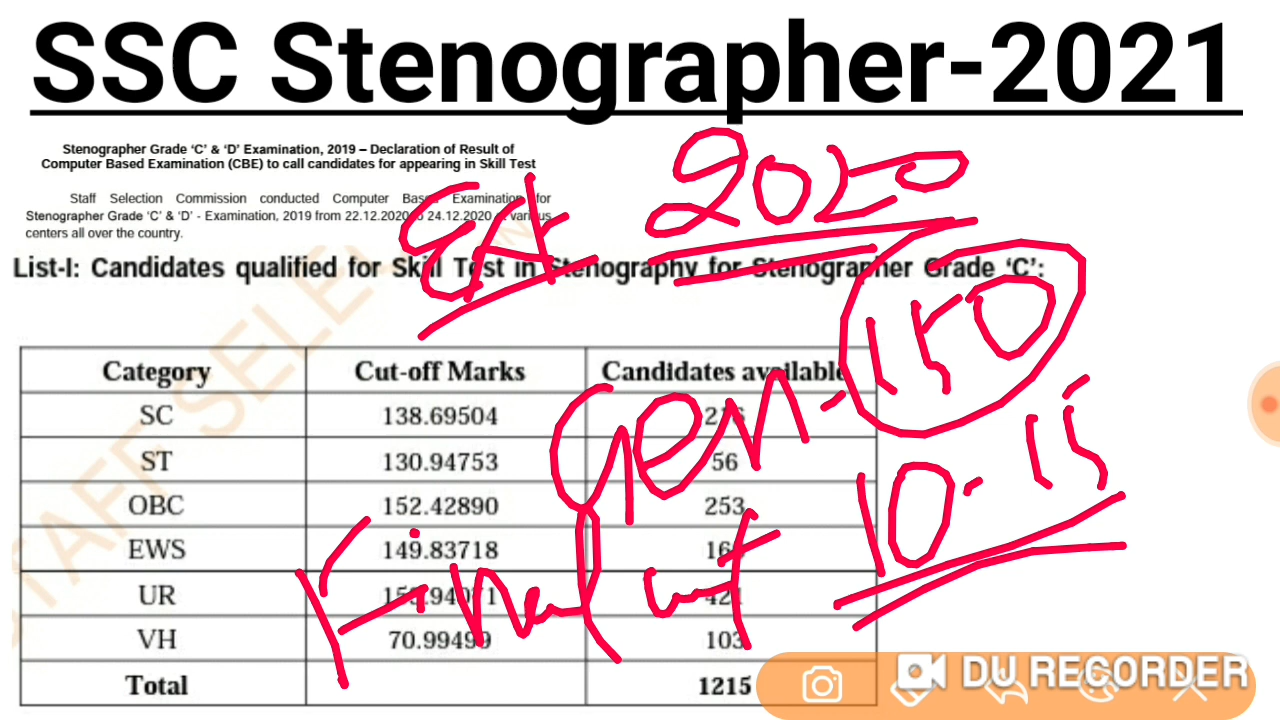 SSC Stenographer-2021
Stenographer Grade ‘C’ & ‘D’ Examination, 2019 – Declaration of Result of
Computer Based Examination (CBE) to call candidates for appearing in Skill Test
Staff Selection Commission conducted Computer Based Examination for
Stenographer Grade ‘C’ & ‘D’ - Examination, 2019 from 22.12.2020 to 24.12.2020 at various
centers all over the country.
2020
List-I: Candidates qualified for Skill Test in Stenography for Stenographer Grade ‘C’:
Category Cut-off Marks Candidates available
SC 138.69504
ST 130.94753 56
OBC 152.42890 253
EWS 149.83718
UR 421
VH 70.99499 103
Total 1215
Gen - 150
Final cut 10-15
STAFF SELE
DU RECORDER